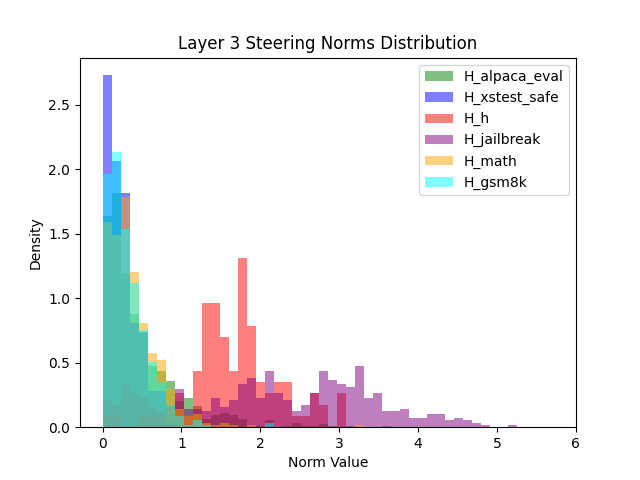 Layer 3 Steering Norms Distribution
H_alpaca_eval
H_xstest_safe
H_h
H_jailbreak
H_math
H_gsm8k
Density
2.5
2.0
1.5
1.0
0.5
0.0
0
1
2
3
4
5
6
Norm Value